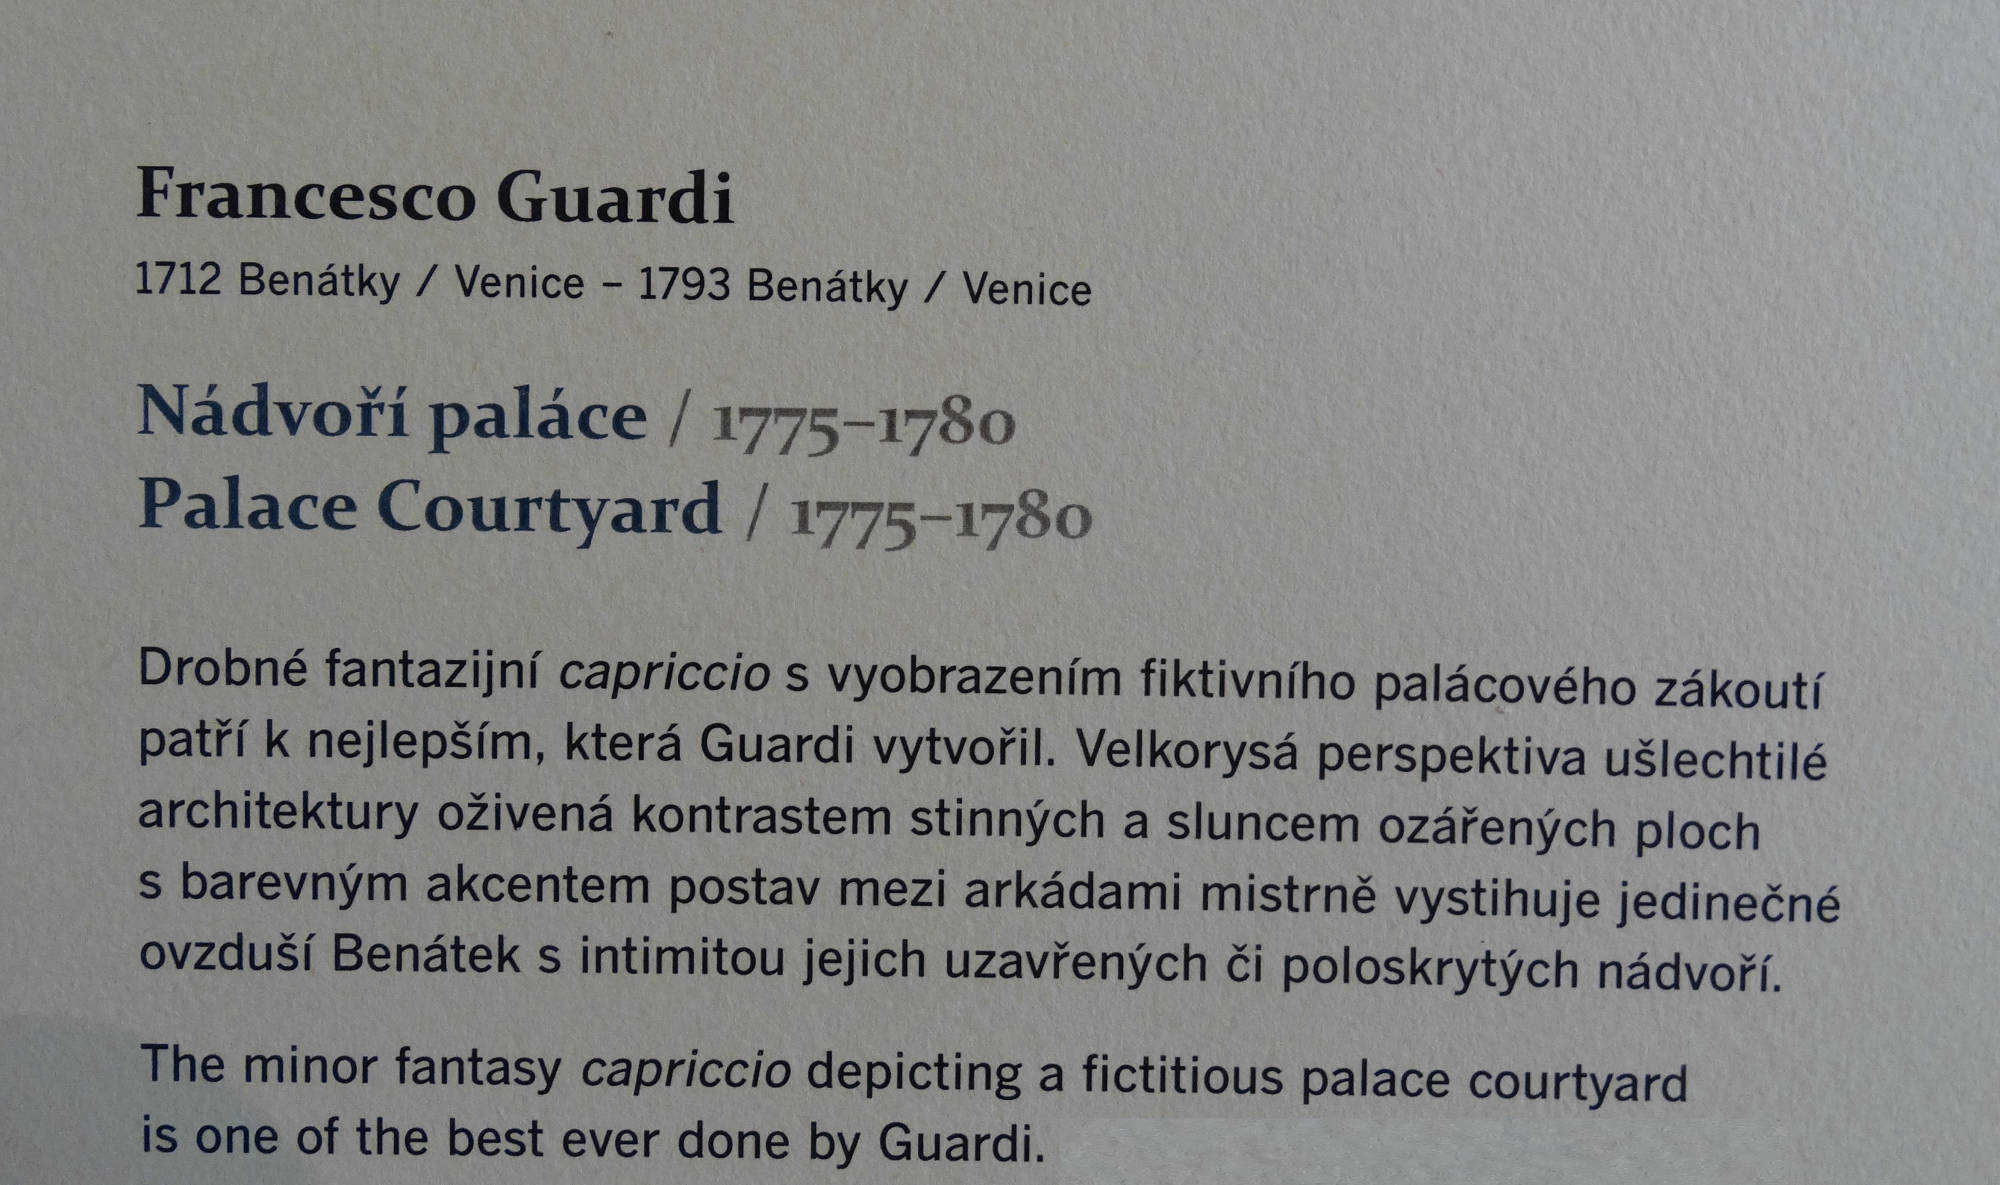 Francesco Guardi
1712 Benátky / Venice – 1793 Benátky / Venice
Nádvoří paláce / 1775–1780
Palace Courtyard / 1775–1780
Drobné fantazijní capriccio s vyobrazením fiktivního palácového zákoutí
patří k nejlepším, která Guardi vytvořil. Velkorysá perspektiva ušlechtilé
architektury oživená kontrastem stinných a sluncem ozářených ploch
s barevným akcentem postav mezi arkádami mistrně vystihuje jedinečné
ovzduší Benátek s intimitou jejich uzavřených či poloskrytých nádvoří.
The minor fantasy capriccio depicting a fictitious palace courtyard
is one of the best ever done by Guardi.